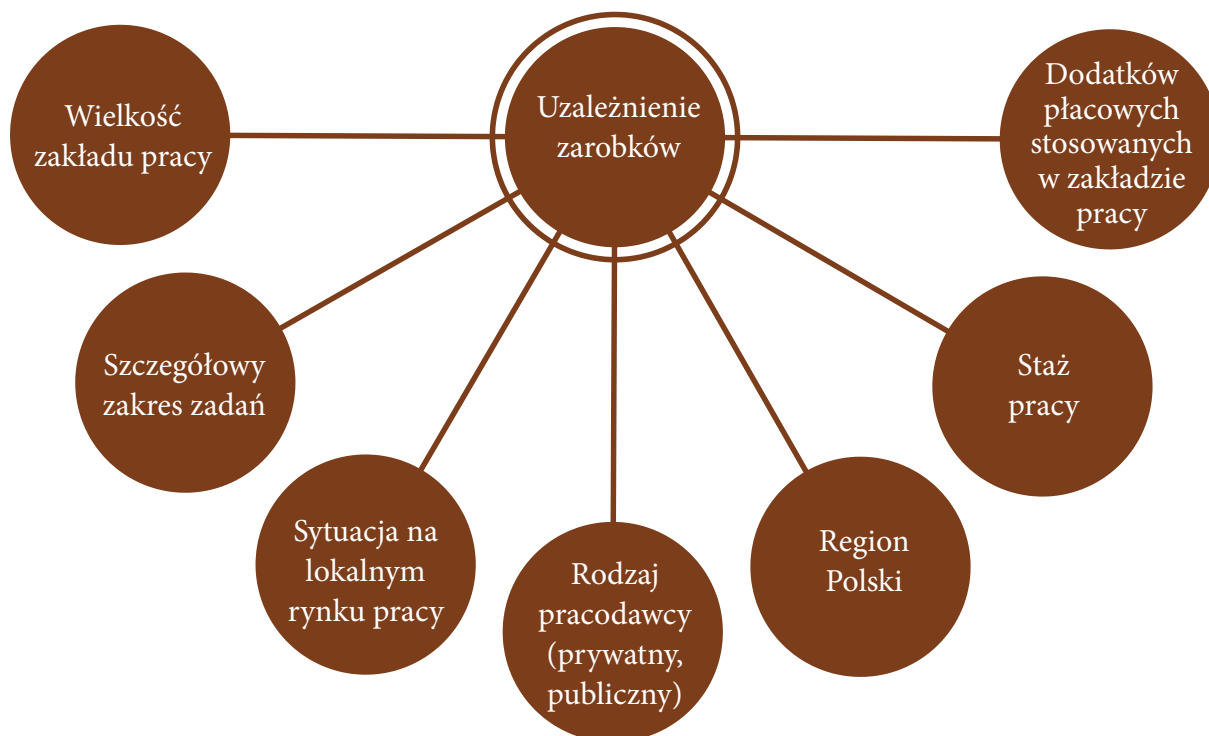 Uzależnienie
zarobków
Wielkość
zakładu pracy
Szczegółowy
zakres zadań
Sytuacja na
lokalnym
rynku pracy
Rodzaj
pracodawcy
(prywatny,
publiczny)
Region
Polski
Staż
pracy
Dodatków
płacowych
stosowanych
w zakładzie
pracy